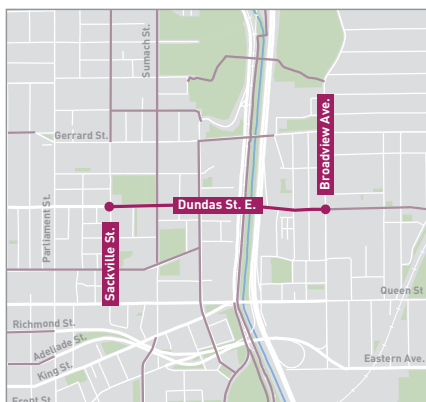 Sumach St.
Gerrard St.
Broadview Ave.
Parliament St.
Dundas St. E.
Sackville St.
Queen St
Richmond St.
Adeliade St.
King St.
Eastern Ave.
Front St.